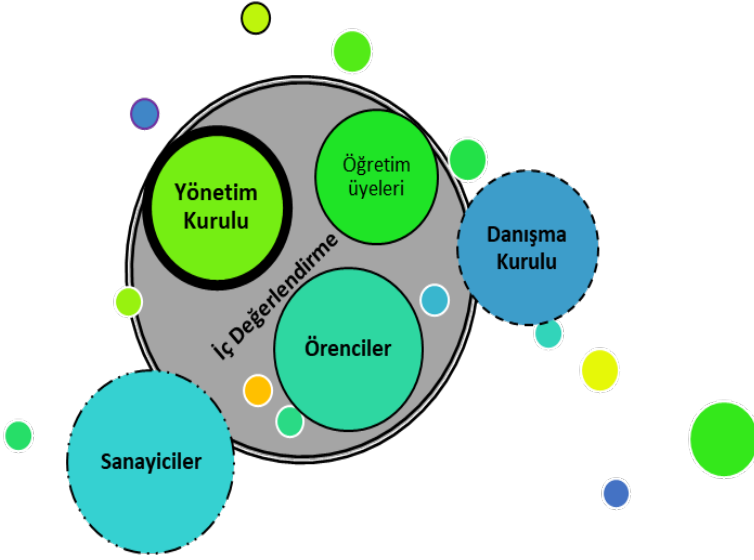 Yönetim
Kurulu
Öğretim
üyeleri
Danışma
Kurulu
İç Değerlendirme
Örenciler
Sanayiciler